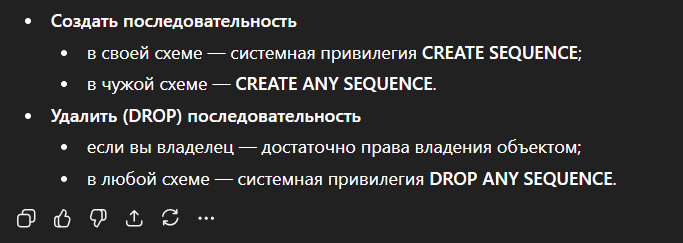 • Создать последовательность
• в своей схеме — системная привилегия CREATE SEQUENCE;
• в чужой схеме — CREATE ANY SEQUENCE.
• Удалить (DROP) последовательность
• если вы владелец — достаточно права владения объектом;
• в любой схеме — системная привилегия DROP ANY SEQUENCE.